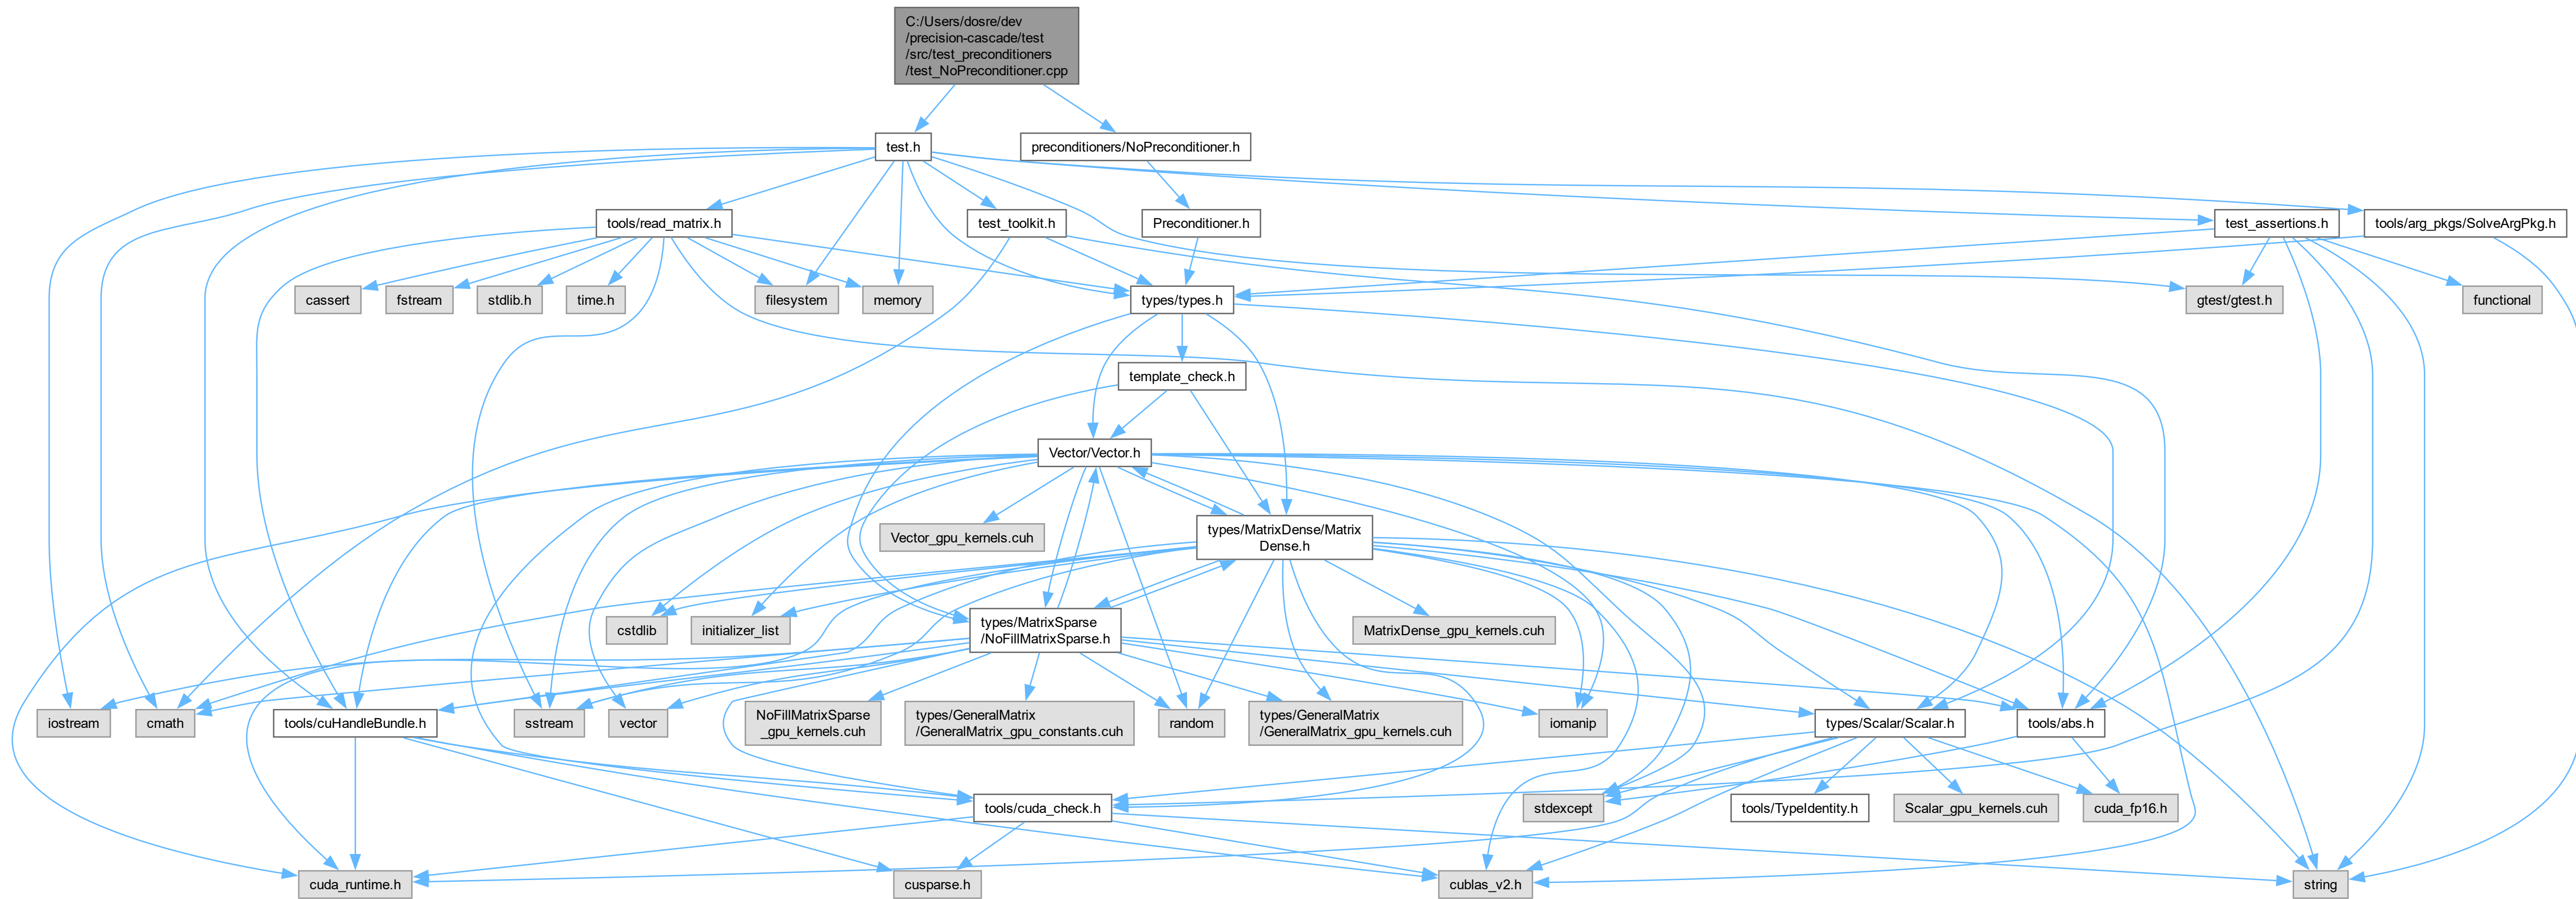 C:/Users/dosre/dev
/precision-cascade/test
/src/test_preconditioners
/test_NoPreconditioner.cpp
test.h
preconditioners/NoPreconditioner.h
tools/read_matrix.h
test_toolkit.h
Preconditioner.h
test_assertions.h
tools/arg_pkgs/SolveArgPkg.h
cassert
fstream
stdlib.h
time.h
filesystem
memory
types/types.h
gtest/gtest.h
functional
template_check.h
Vector/Vector.h
Vector_gpu_kernels.cuh
types/MatrixDense/Matrix
Dense.h
cstdlib
initializer_list
types/MatrixSparse
/NoFillMatrixSparse.h
MatrixDense_gpu_kernels.cuh
iostream
cmath
tools/cuHandleBundle.h
sstream
vector
NoFillMatrixSparse
_gpu_kernels.cuh
types/GeneralMatrix
/GeneralMatrix_gpu_constants.cuh
random
types/GeneralMatrix
/GeneralMatrix_gpu_kernels.cuh
iomanip
types/Scalar/Scalar.h
tools/abs.h
tools/cuda_check.h
stdexcept
tools/TypeIdentity.h
Scalar_gpu_kernels.cuh
cuda_fp16.h
cuda_runtime.h
cusparse.h
cublas_v2.h
string